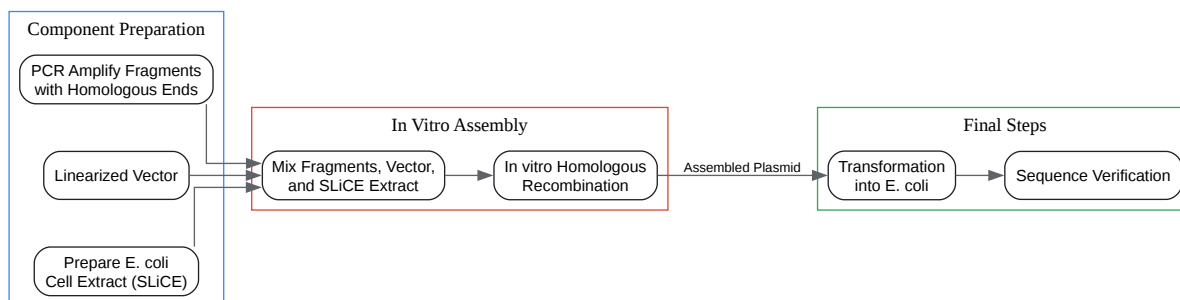 Component Preparation
PCR Amplify Fragments
with Homologous Ends
Linearized Vector
Prepare E. coli
Cell Extract (SLiCE)
In Vitro Assembly
Mix Fragments, Vector,
and SLiCE Extract
In vitro Homologous
Recombination
Assembled Plasmid
Final Steps
Transformation
into E. coli
Sequence Verification